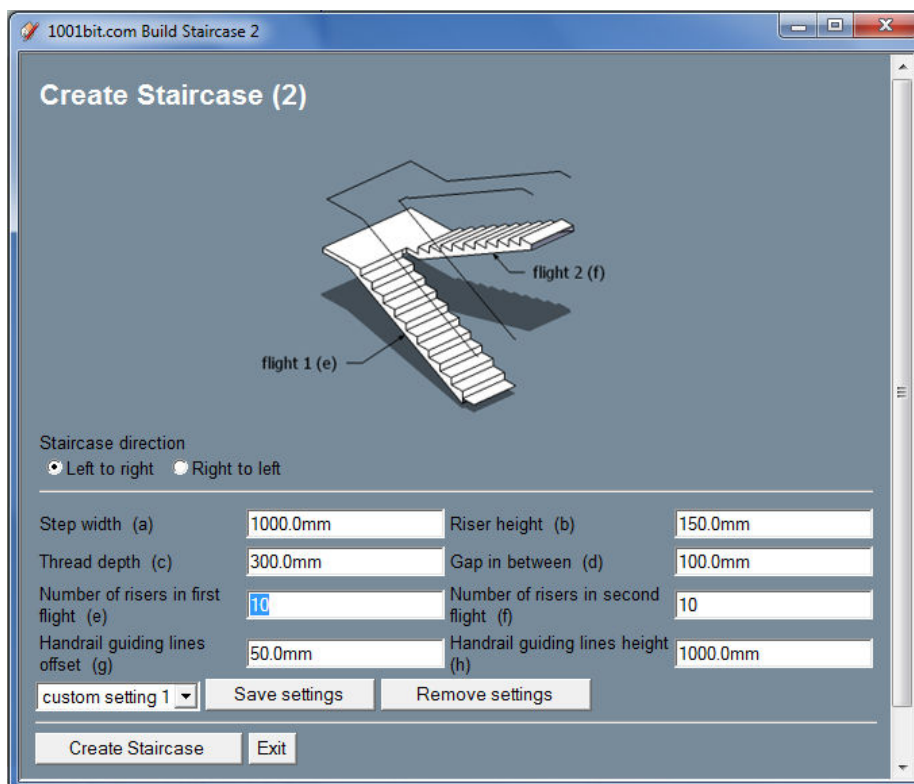 1001bit.com Build Staircase 2
Create Staircase (2)
flight 2 (f)
flight 1 (e)
Staircase direction
Left to right Right to left
Step width (a) 1000.0mm Riser height (b) 150.0mm
Thread depth (c) 300.0mm Gap in between (d) 100.0mm
Number of risers in first flight (e) 10 Number of risers in second flight (f) 10
Handrail guiding lines offset (g) 50.0mm Handrail guiding lines height (h) 1000.0mm
custom setting 1 Save settings Remove settings
Create Staircase Exit